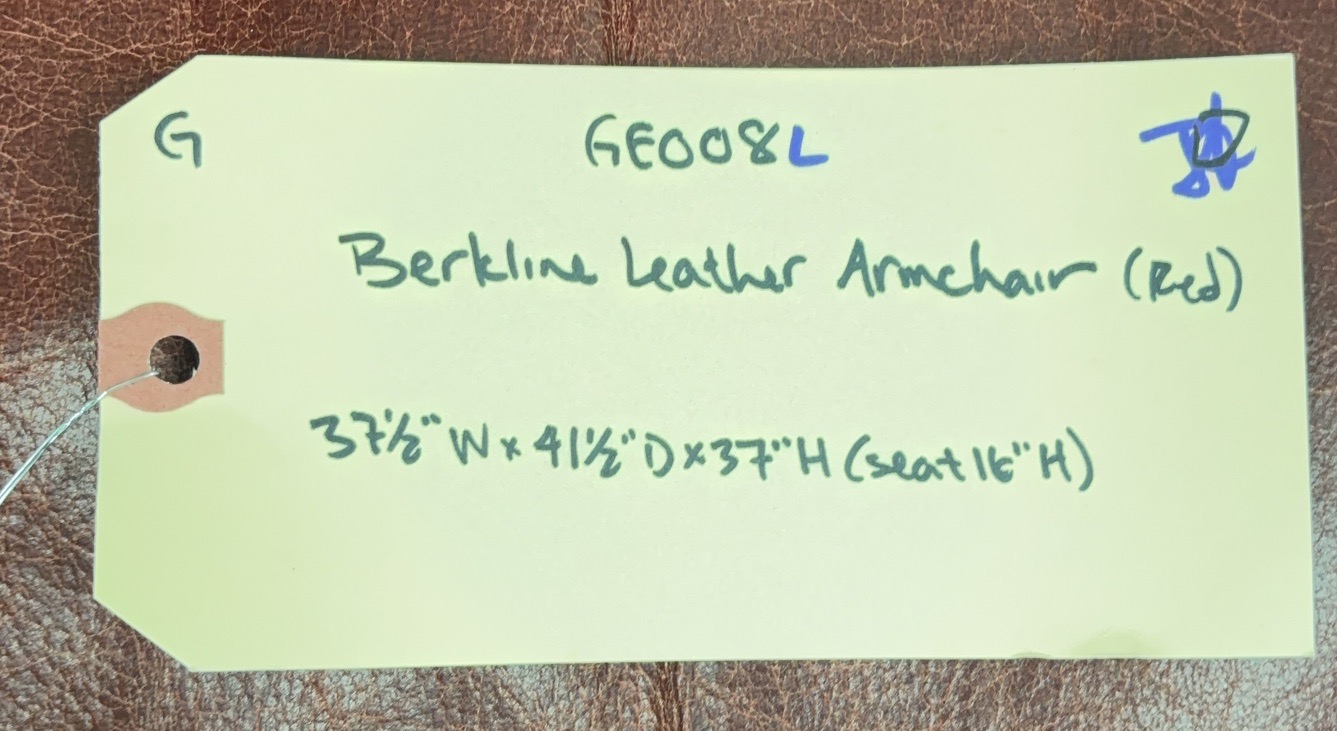 G GE008L
Berkline Leather Armchair (Red)
37½" W x 41½" D x 37" H (seat 16" H)